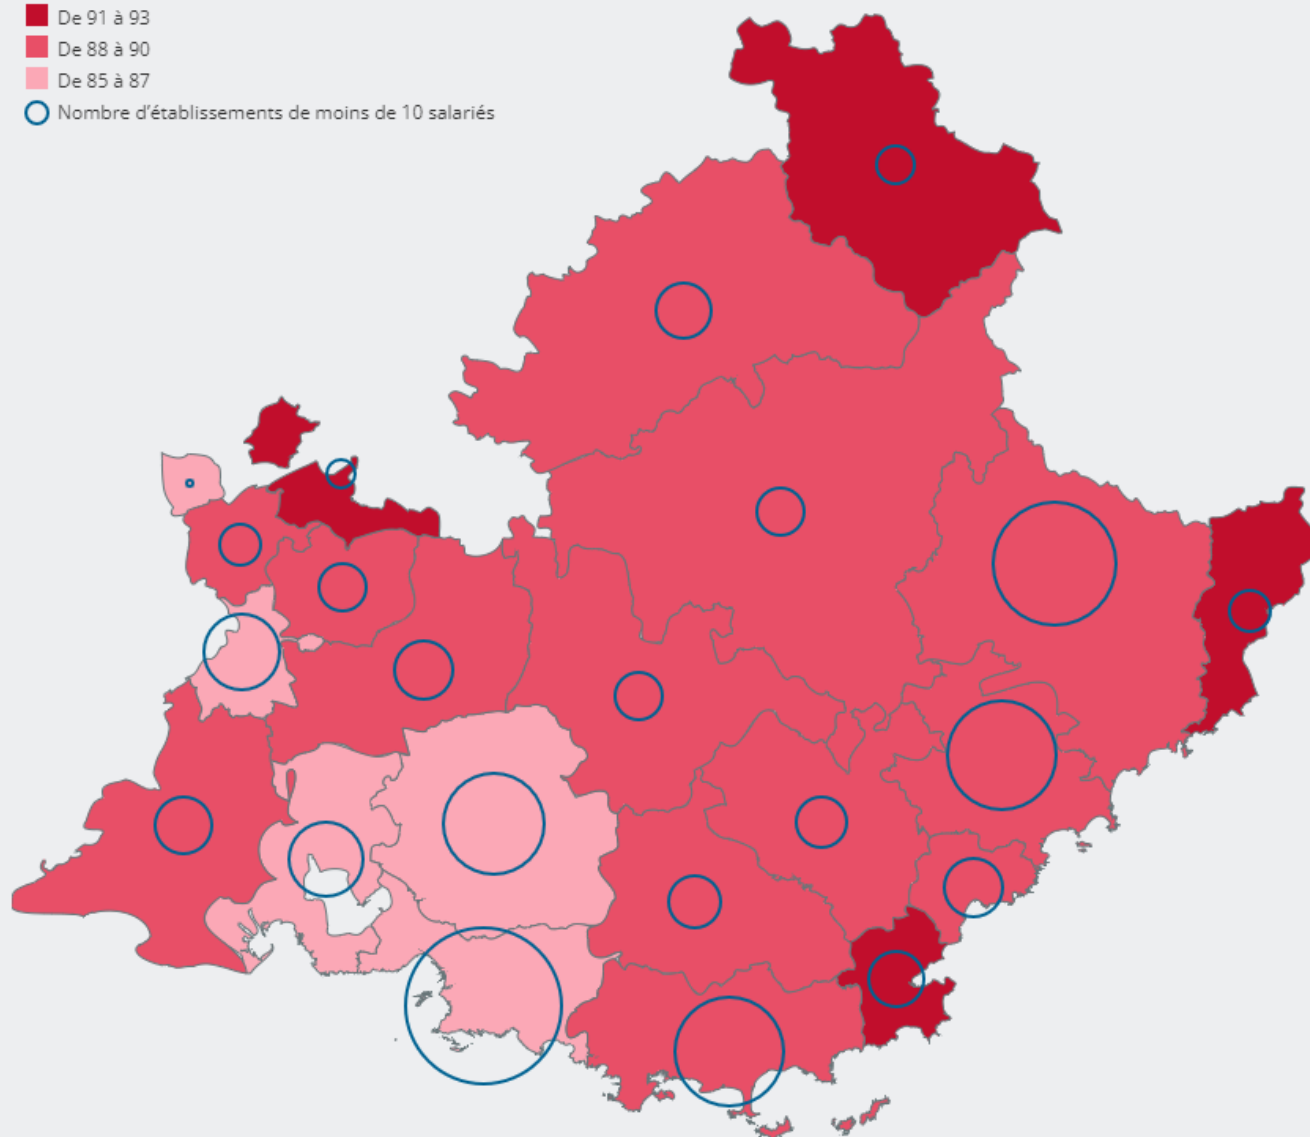 De 91 à 93
De 88 à 90
De 85 à 87
Nombre d’établissements de moins de 10 salariés